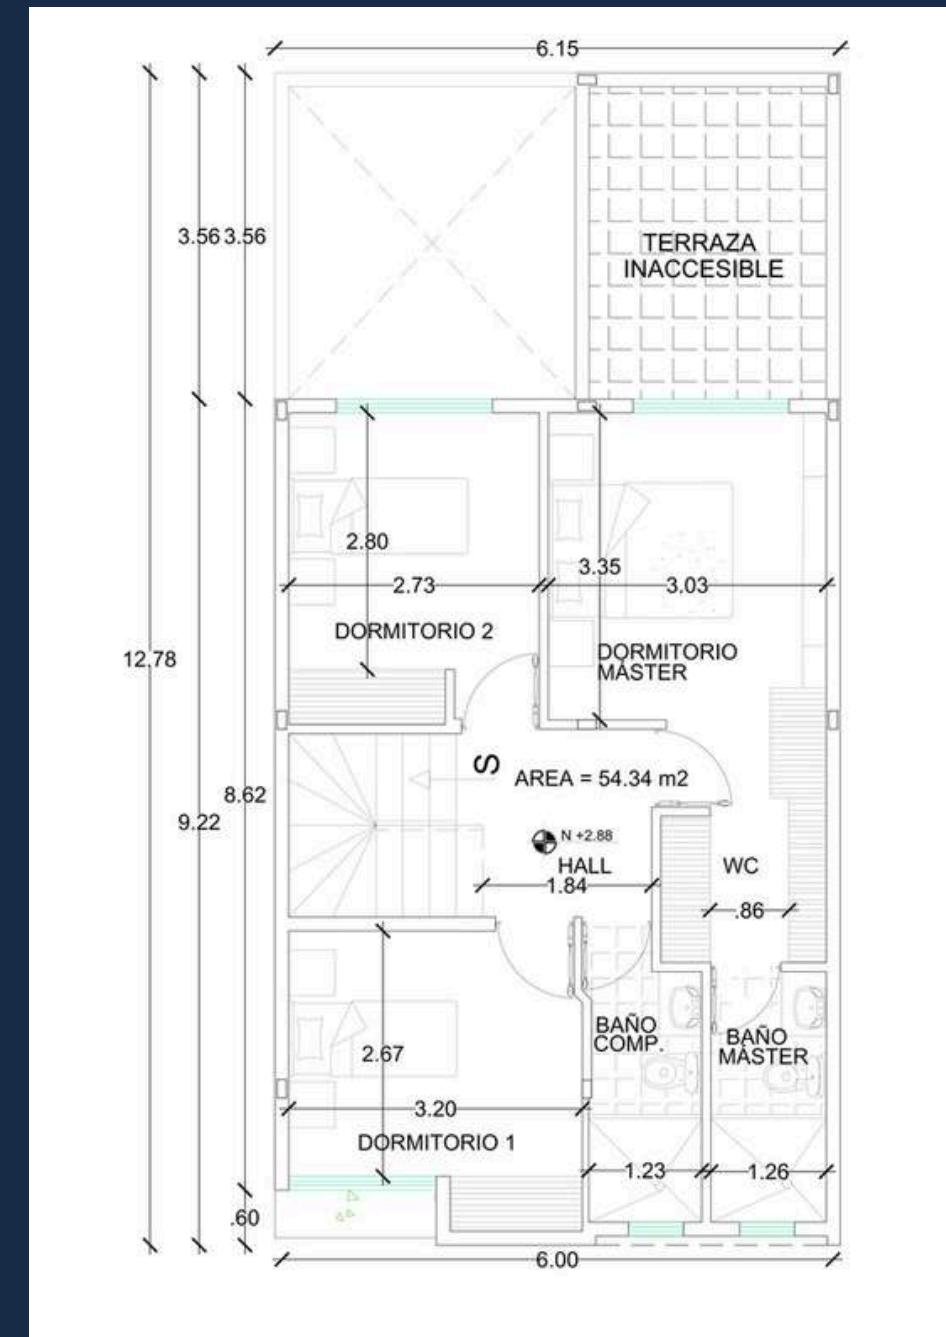 6.15
3.56
3.56
TERRAZA
INACCESIBLE
2.80
2.73
3.35
3.03
DORMITORIO 2
DORMITORIO
MÁSTER
12.78
S
AREA = 54.34 m2
8.62
9.22
N +2.88
HALL
WC
1.84
.86
BAÑO
COMP.
BAÑO
MÁSTER
2.67
3.20
DORMITORIO 1
1.23
1.26
.60
6.00